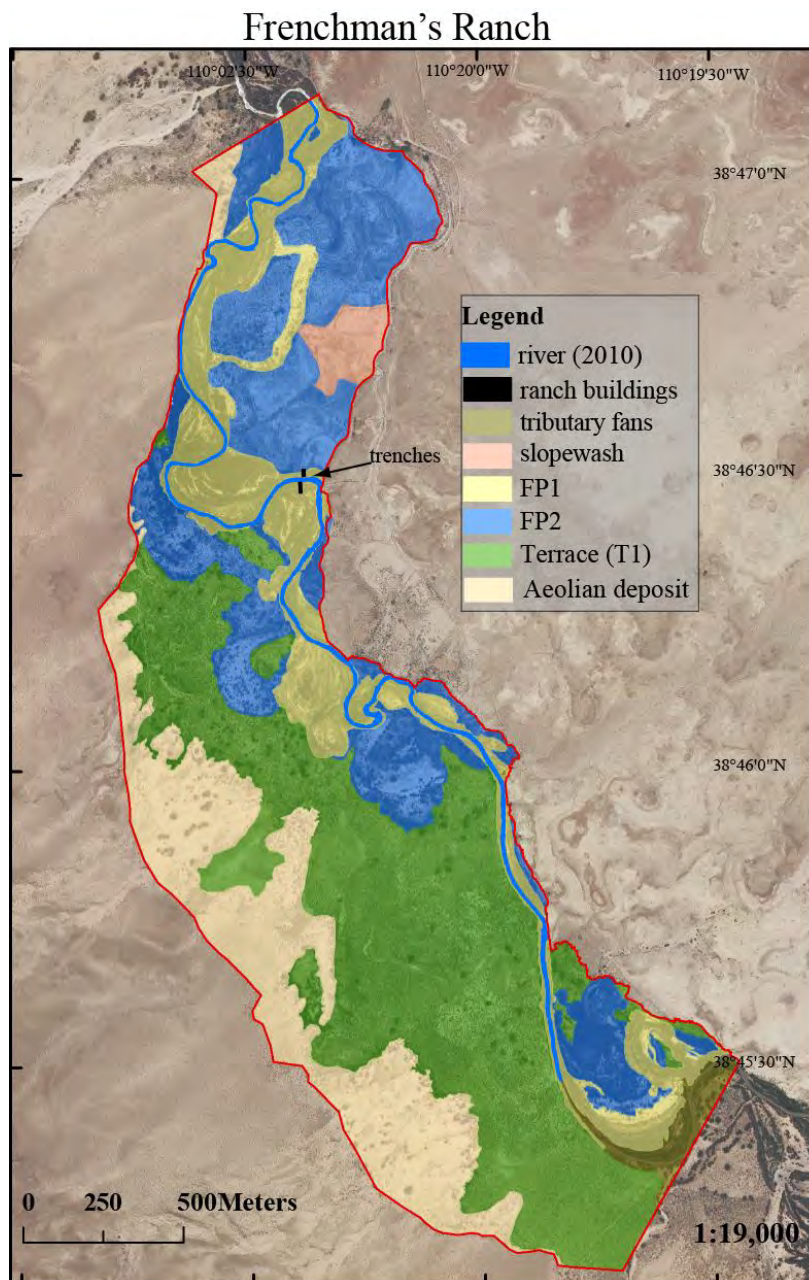 Frenchman's Ranch
110°02'30"W
110°20'0"W
110°19'30"W
38°47'0"N
Legend
river (2010)
ranch buildings
tributary fans
slopewash
FP1
FP2
Terrace (T1)
Aeolian deposit
trenches
38°46'30"N
38°46'0"N
38°45'30"N
0 250 500Meters
1:19,000